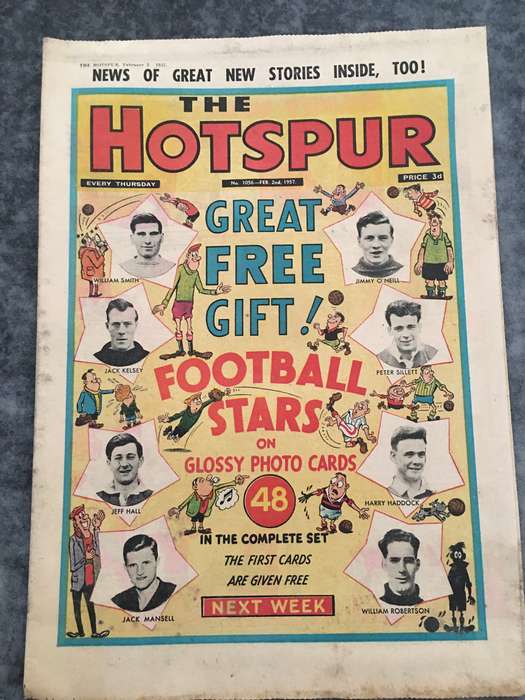 THE HOTSPUR, February 2, 1957.
NEWS OF GREAT NEW STORIES INSIDE, TOO!
THE
HOTSPUR
EVERY THURSDAY
No. 1056—FEB. 2nd, 1957.
PRICE 3d
GREAT
FREE
GIFT!
WILLIAM SMITH
JIMMY O'NEILL
JACK KELSEY
PETER SILLETT
FOOTBALL
STARS
ON
GLOSSY PHOTO CARDS
48
JEFF HALL
HARRY HADDOCK
IN THE COMPLETE SET
THE FIRST CARDS
ARE GIVEN FREE
NEXT WEEK
JACK MANSELL
WILLIAM ROBERTSON